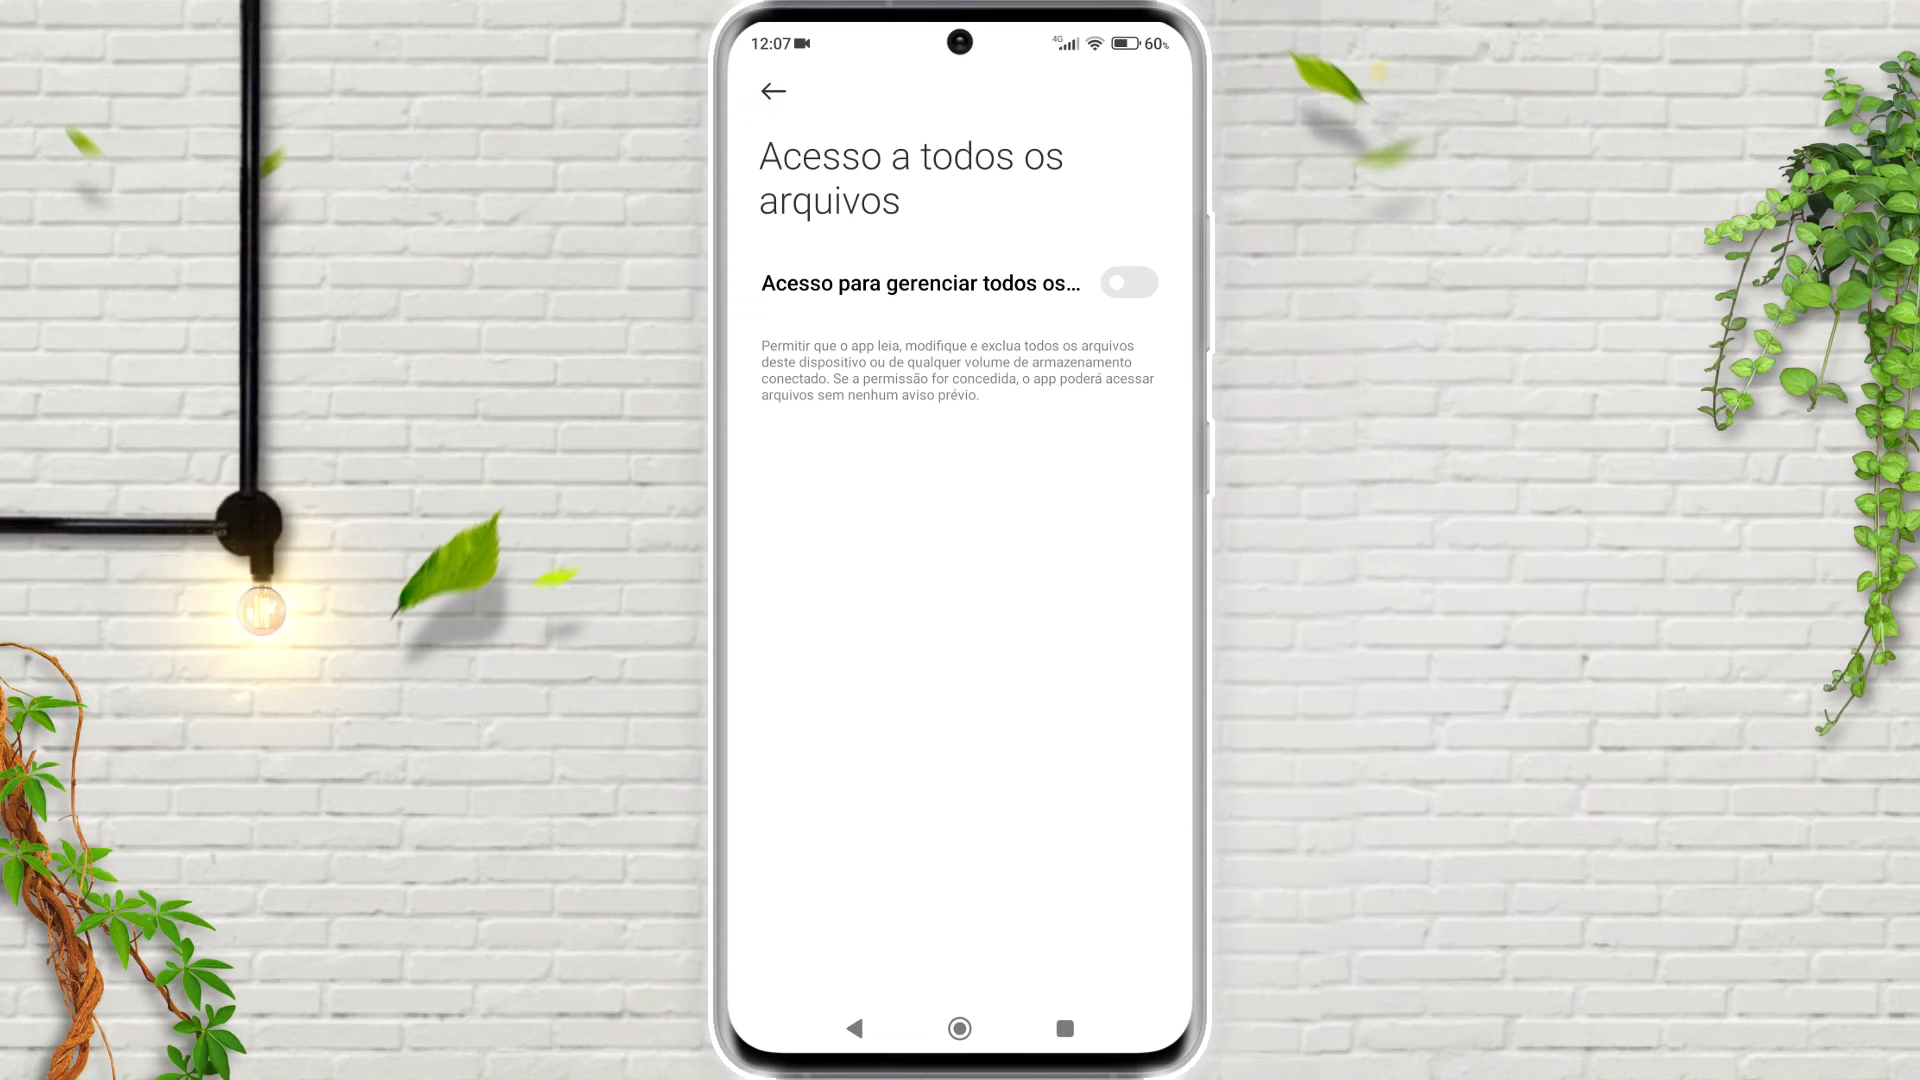 12:07
4G 60%
Acesso a todos os
arquivos
Acesso para gerenciar todos os...
Permitir que o app leia, modifique e exclua todos os arquivos
deste dispositivo ou de qualquer volume de armazenamento
conectado. Se a permissão for concedida, o app poderá acessar
arquivos sem nenhum aviso prévio.